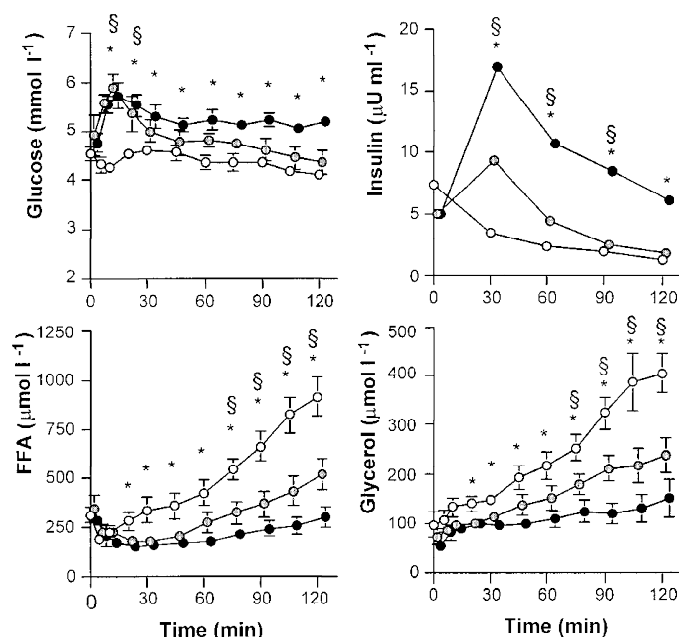 § §
* * * * * * * * *
7
6
5
4
3
2
Glucose (mmol l⁻¹)
0 30 60 90 120
§
*
§
*
§
*
*
20
15
10
5
0
Insulin (µU ml⁻¹)
0 30 60 90 120
§ § § §
* * * * * * * *
1250
1000
750
500
250
0
FFA (µmol l⁻¹)
0 30 60 90 120
Time (min)
§ § § §
* * * * * * * *
500
400
300
200
100
0
Glycerol (µmol l⁻¹)
0 30 60 90 120
Time (min)